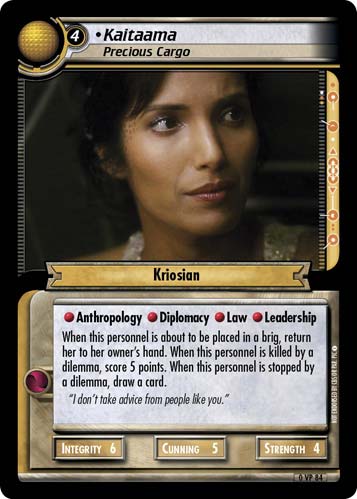 4
• Kaitaama
Precious Cargo
Kriosian
Anthropology Diplomacy Law Leadership
When this personnel is about to be placed in a brig, return
her to her owner's hand. When this personnel is killed by a
dilemma, score 5 points. When this personnel is stopped by
a dilemma, draw a card.
"I don't take advice from people like you."
Integrity 6 Cunning 5 Strength 4
0 VP 84